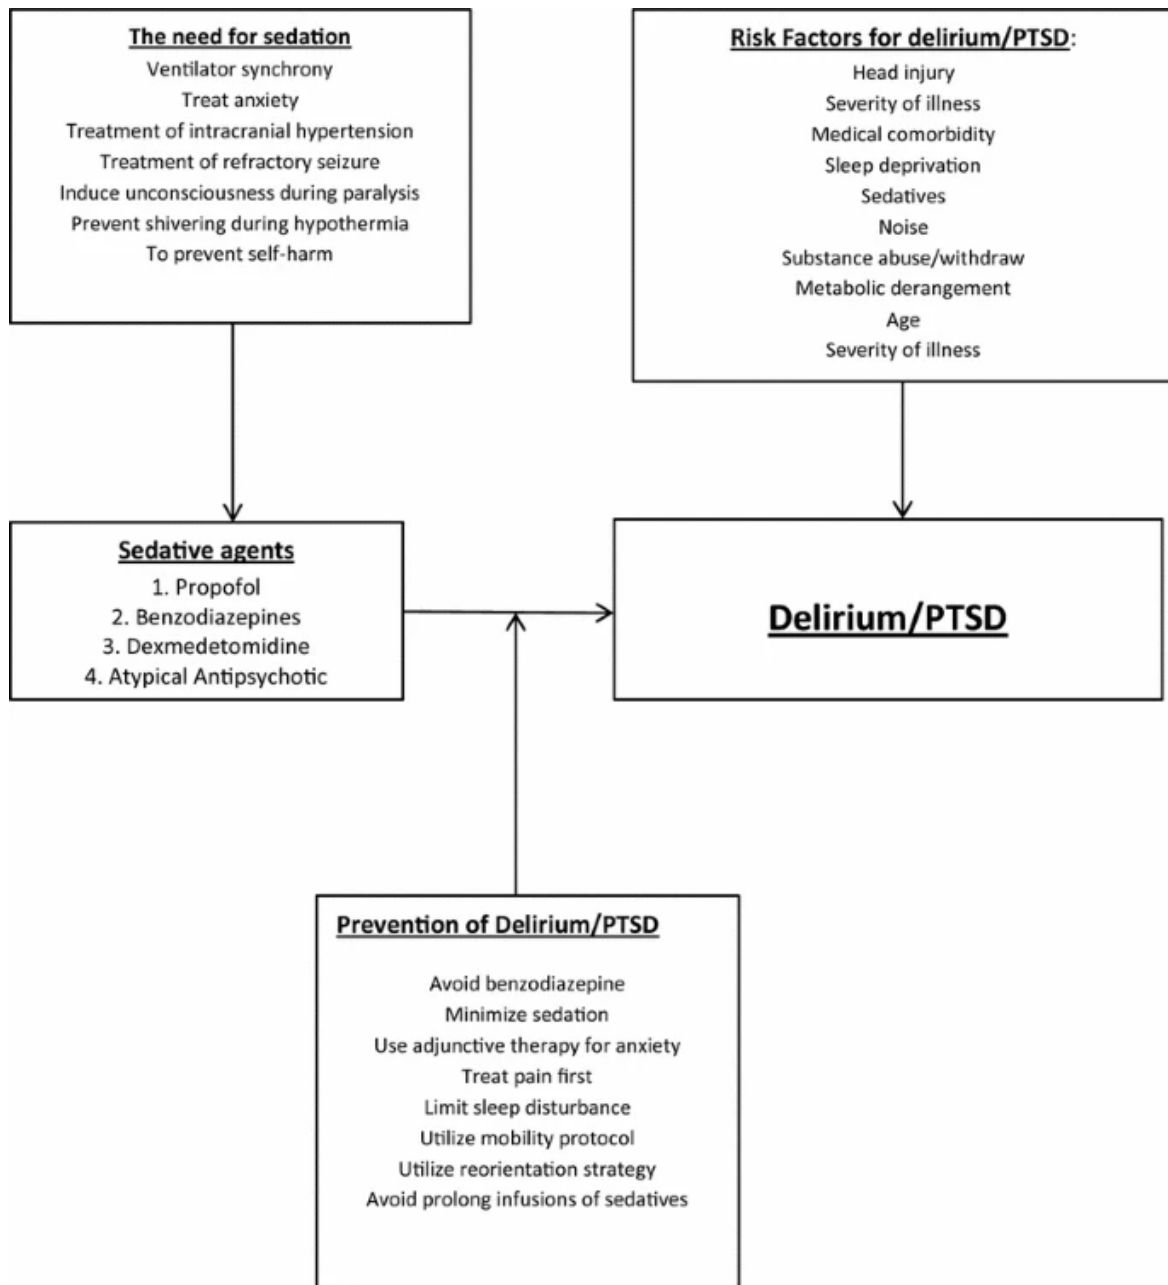 The need for sedation
Ventilator synchrony
Treat anxiety
Treatment of intracranial hypertension
Treatment of refractory seizure
Induce unconsciousness during paralysis
Prevent shivering during hypothermia
To prevent self-harm
Risk Factors for delirium/PTSD:
Head injury
Severity of illness
Medical comorbidity
Sleep deprivation
Sedatives
Noise
Substance abuse/withdraw
Metabolic derangement
Age
Severity of illness
Sedative agents
1. Propofol
2. Benzodiazepines
3. Dexmedetomidine
4. Atypical Antipsychotic
Delirium/PTSD
Prevention of Delirium/PTSD
Avoid benzodiazepine
Minimize sedation
Use adjunctive therapy for anxiety
Treat pain first
Limit sleep disturbance
Utilize mobility protocol
Utilize reorientation strategy
Avoid prolong infusions of sedatives